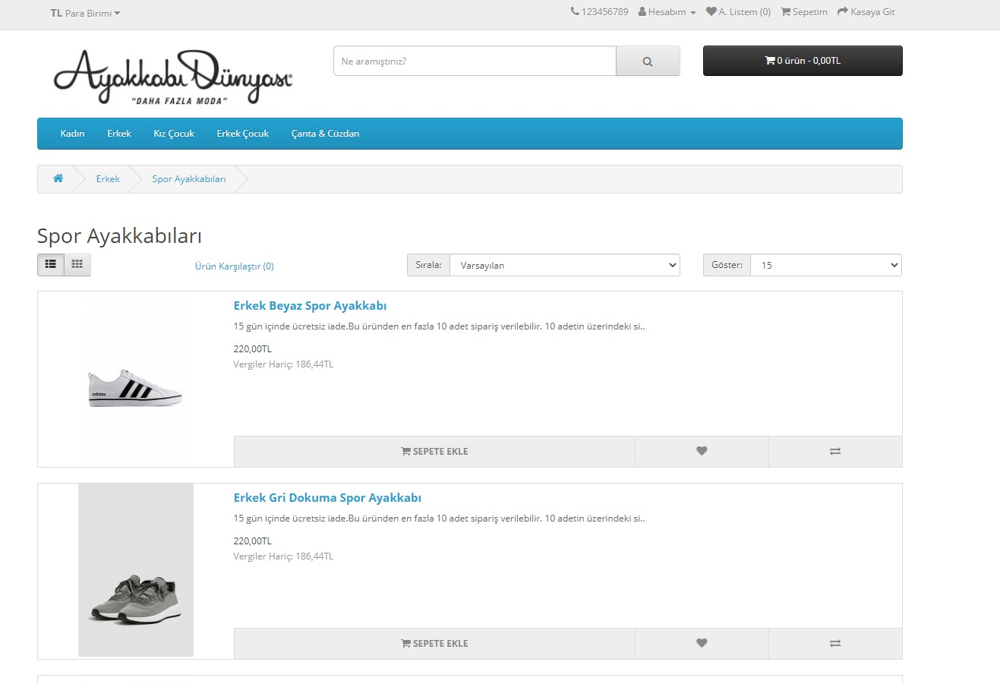 TL Para Birimi
123456789 Hesabım A. Listem (0) Sepetim Kasaya Git
Ayakkabı Dünyası
“DAHA FAZLA MODA”
Ne aramıştınız?
0 ürün - 0,00TL
Kadın Erkek Kız Çocuk Erkek Çocuk Çanta & Cüzdan
Erkek Spor Ayakkabıları
Spor Ayakkabıları
Ürün Karşılaştır (0) Sırala: Varsayılan Göster: 15
Erkek Beyaz Spor Ayakkabı
15 gün içinde ücretsiz iade.Bu üründen en fazla 10 adet sipariş verilebilir. 10 adetin üzerindeki si..
220,00TL
Vergiler Hariç: 186,44TL
adidas
SEPETE EKLE
Erkek Gri Dokuma Spor Ayakkabı
15 gün içinde ücretsiz iade.Bu üründen en fazla 10 adet sipariş verilebilir. 10 adetin üzerindeki si..
220,00TL
Vergiler Hariç: 186,44TL
SEPETE EKLE